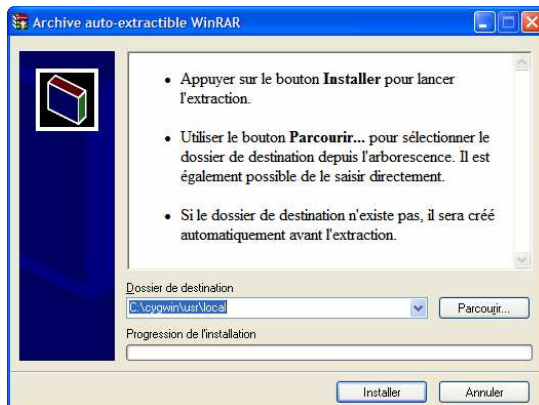 Archive auto-extractible WinRAR
Appuyer sur le bouton Installer pour lancer
l'extraction.
Utiliser le bouton Parcourir... pour sélectionner le
dossier de destination depuis l'arborescence. Il est
également possible de le saisir directement.
Si le dossier de destination n'existe pas, il sera créé
automatiquement avant l'extraction.
Dossier de destination
C:\cygwin\usr\local
Parcourir...
Progression de l'installation
Installer
Annuler